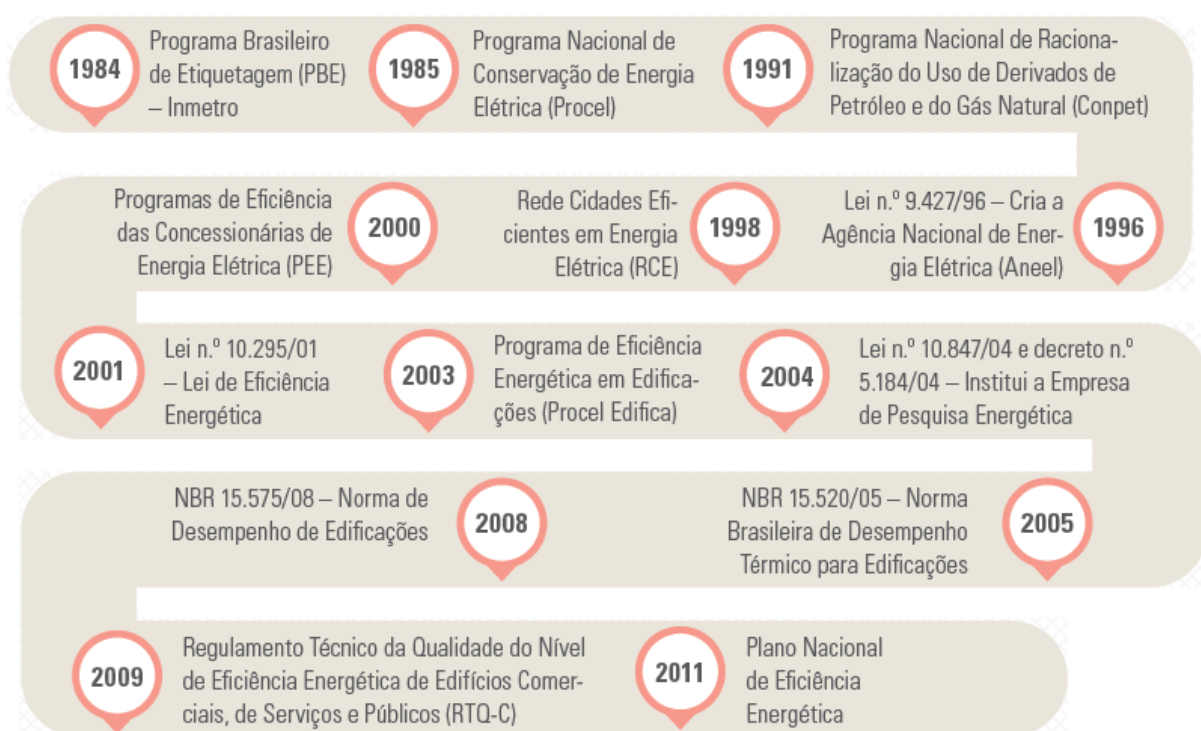 1984
Programa Brasileiro
de Etiquetagem (PBE)
– Inmetro
1985
Programa Nacional de
Conservação de Energia
Elétrica (Procel)
1991
Programa Nacional de Raciona-
lização do Uso de Derivados de
Petróleo e do Gás Natural (Conpet)
1996
Lei n.º 9.427/96 – Cria a
Agência Nacional de Ener-
gia Elétrica (Aneel)
1998
Rede Cidades Efi-
cientes em Energia
Elétrica (RCE)
2000
Programas de Eficiência
das Concessionárias de
Energia Elétrica (PEE)
2001
Lei n.º 10.295/01
– Lei de Eficiência
Energética
2003
Programa de Eficiência
Energética em Edifica-
ções (Procel Edifica)
2004
Lei n.º 10.847/04 e decreto n.º
5.184/04 – Institui a Empresa
de Pesquisa Energética
2005
NBR 15.520/05 – Norma
Brasileira de Desempenho
Térmico para Edificações
2008
NBR 15.575/08 – Norma de
Desempenho de Edificações
2009
Regulamento Técnico da Qualidade do Nível
de Eficiência Energética de Edifícios Comer-
ciais, de Serviços e Públicos (RTQ-C)
2011
Plano Nacional
de Eficiência
Energética